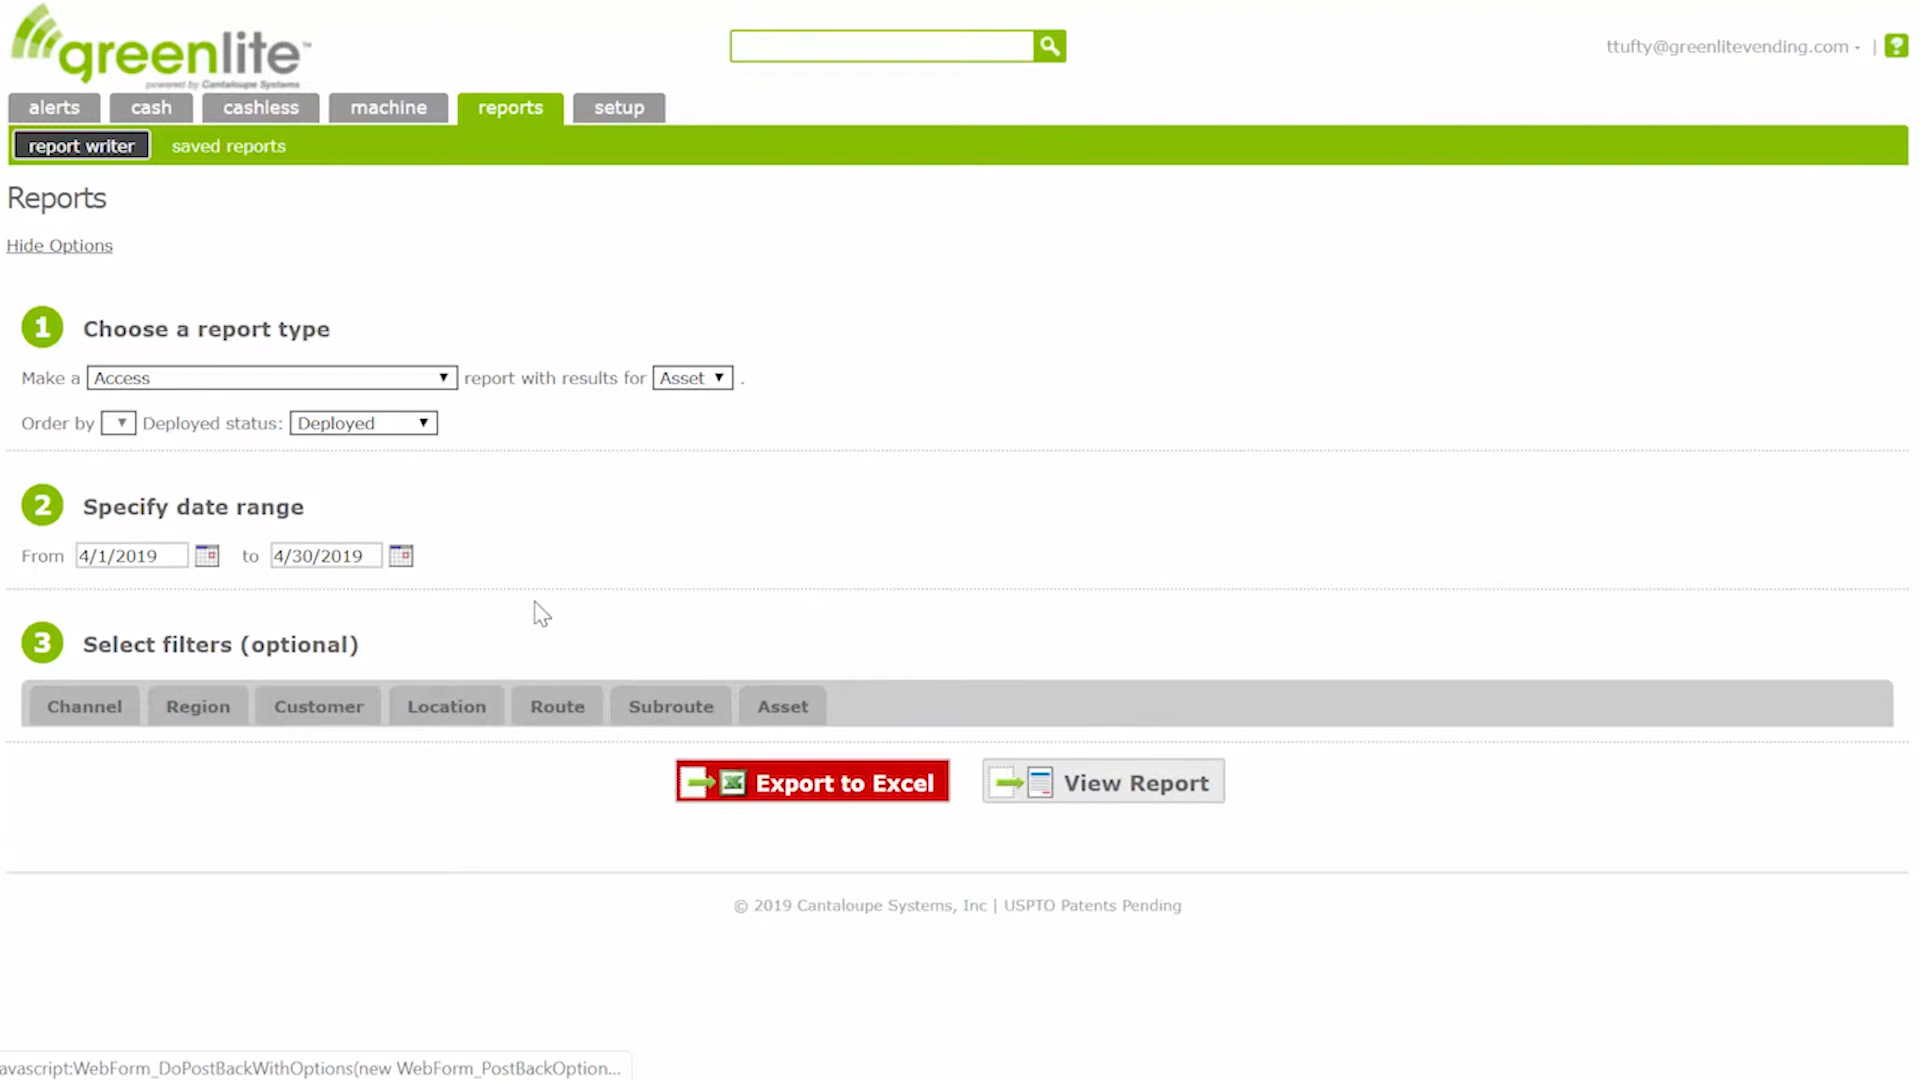 greenlite™
powered by Cantaloupe Systems
ttufty@greenlitevending.com - | ?
alerts cash cashless machine reports setup
report writer saved reports
Reports
Hide Options
1 Choose a report type
Make a Access report with results for Asset .
Order by Deployed status: Deployed
2 Specify date range
From 4/1/2019 to 4/30/2019
3 Select filters (optional)
Channel Region Customer Location Route Subroute Asset
Export to Excel View Report
© 2019 Cantaloupe Systems, Inc | USPTO Patents Pending
avascript:WebForm_DoPostBackWithOptions(new WebForm_PostBackOption...